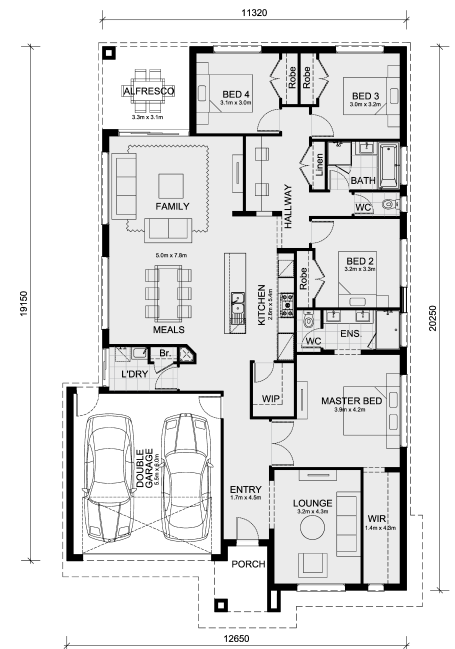 11320
19150
20250
12650
ALFRESCO
3.3m x 3.1m
BED 4
3.1m x 3.0m
Robe
Robe
BED 3
3.0m x 3.2m
Linen
BATH
WC
HALLWAY
FAMILY
5.0m x 7.8m
MEALS
KITCHEN
2.6m x 5.4m
Robe
BED 2
3.2m x 3.3m
WC
ENS.
Br.
L'DRY
WIP
MASTER BED
3.9m x 4.2m
DOUBLE
GARAGE
5.5m x 6.0m
ENTRY
1.7m x 4.5m
LOUNGE
3.2m x 4.3m
WIR
1.4m x 4.2m
PORCH